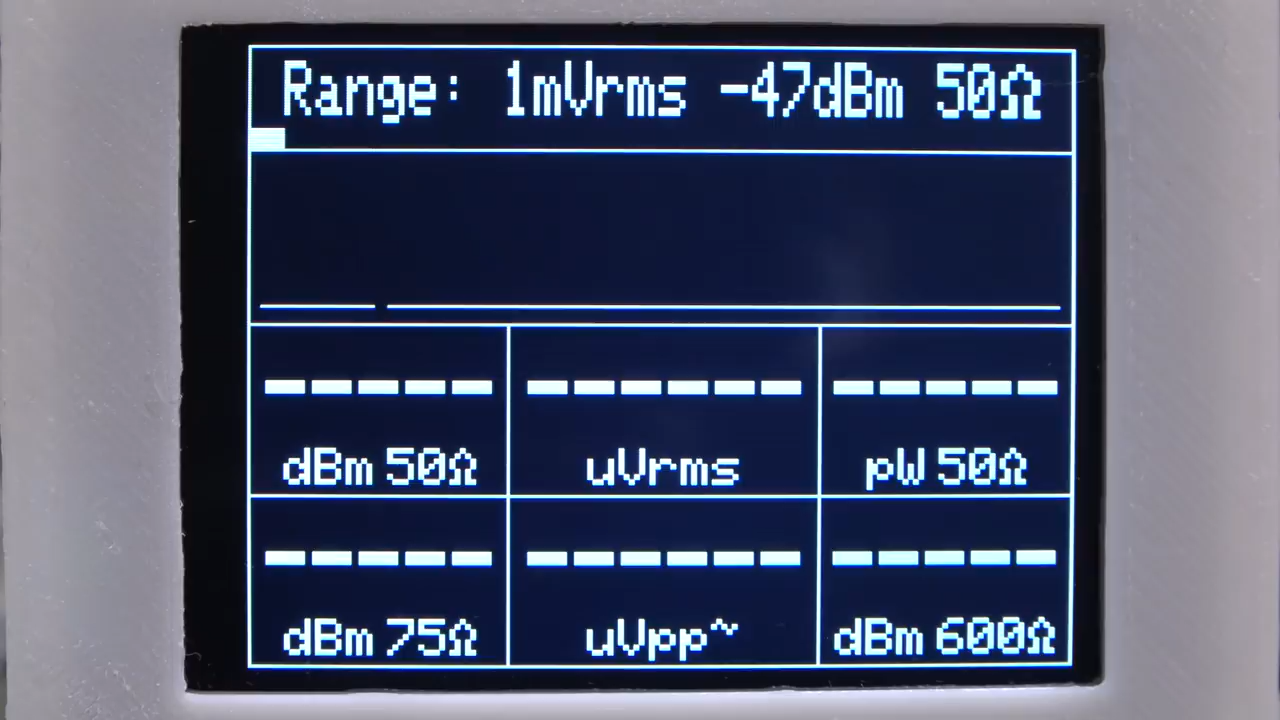 Range: 1mVrms -47dBm 50Ω
----- ------ -----
dBm 50Ω uVrms pW 50Ω
----- ------ -----
dBm 75Ω uVpp~ dBm 600Ω